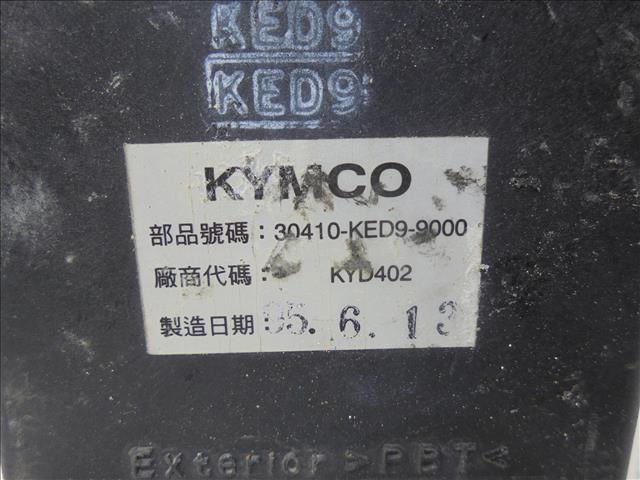 KED9
KED9
KYMCO
部品號碼：30410-KED9-9000
廠商代碼： KYD402
製造日期：95.6.13
Exterior >PBT<